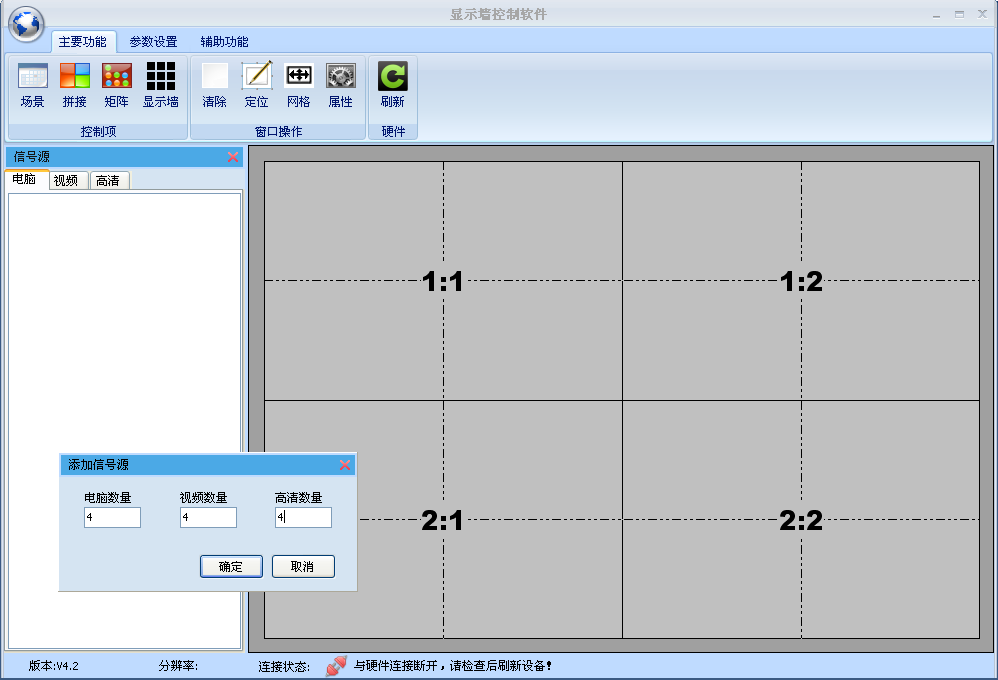 显示墙控制软件
主要功能 参数设置 辅助功能
场景 拼接 矩阵 显示墙 清除 定位 网格 属性 刷新
控制项 窗口操作 硬件
信号源
电脑 视频 高清
1:1 1:2
2:1 2:2
添加信号源
电脑数量 视频数量 高清数量
4 4 4
确定 取消
版本:V4.2 分辨率: 连接状态: 与硬件连接断开，请检查后刷新设备！